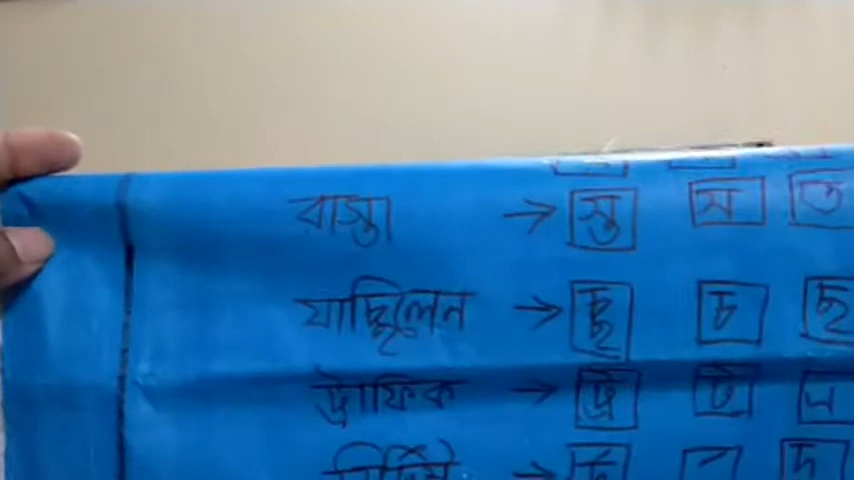 রাস্তা → স্ত স ত
যাচ্ছিলেন → চ্ছ চ ছ
ট্রাফিক → ট্র ট